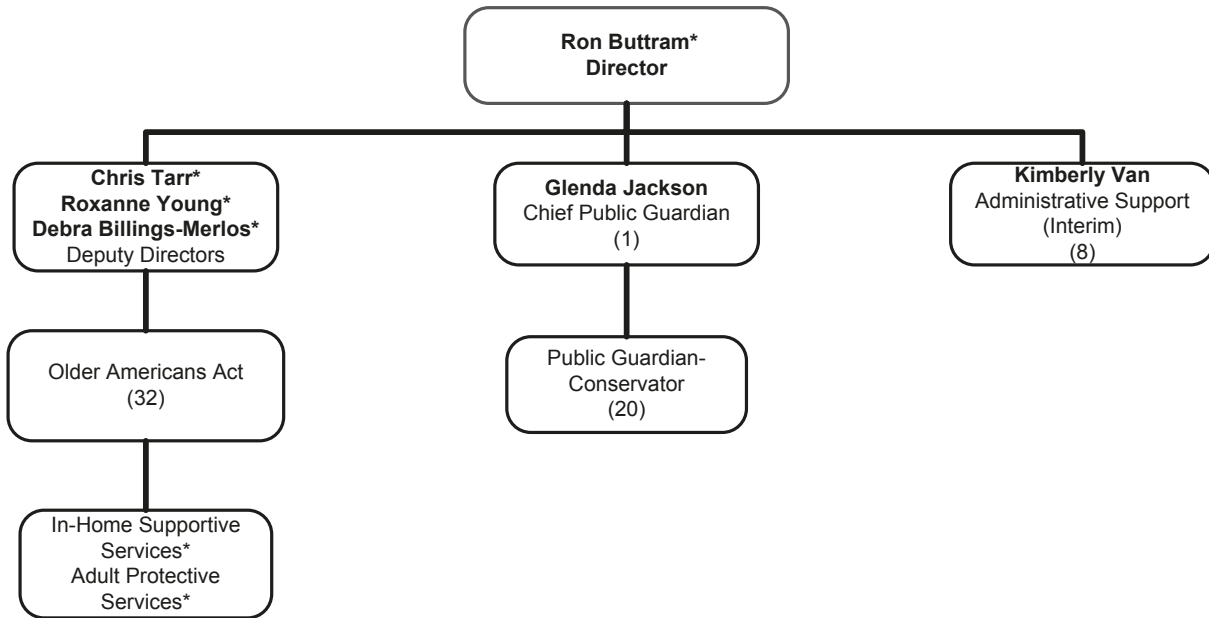 Ron Buttram*
Director
Chris Tarr*
Roxanne Young*
Debra Billings-Merlos*
Deputy Directors
Glenda Jackson
Chief Public Guardian
(1)
Kimberly Van
Administrative Support
(Interim)
(8)
Older Americans Act
(32)
Public Guardian-
Conservator
(20)
In-Home Supportive
Services*
Adult Protective
Services*